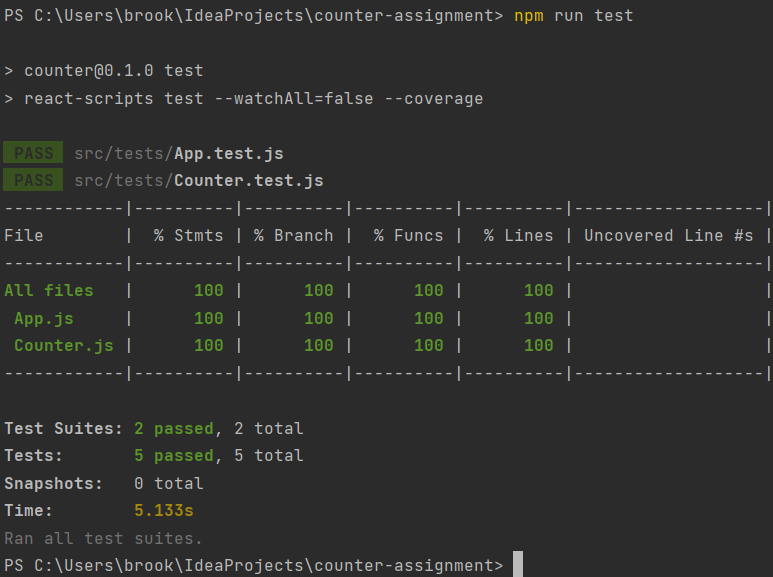 PS C:\Users\brook\IdeaProjects\counter-assignment> npm run test
> counter@0.1.0 test
> react-scripts test --watchAll=false --coverage
PASS src/tests/App.test.js
PASS src/tests/Counter.test.js
------------|----------|----------|----------|----------|-------------------|
File        |  % Stmts | % Branch |  % Funcs |  % Lines | Uncovered Line #s |
------------|----------|----------|----------|----------|-------------------|
All files   |      100 |      100 |      100 |      100 |                   |
 App.js     |      100 |      100 |      100 |      100 |                   |
 Counter.js |      100 |      100 |      100 |      100 |                   |
------------|----------|----------|----------|----------|-------------------|
Test Suites: 2 passed, 2 total
Tests:       5 passed, 5 total
Snapshots:   0 total
Time:        5.133s
Ran all test suites.
PS C:\Users\brook\IdeaProjects\counter-assignment>